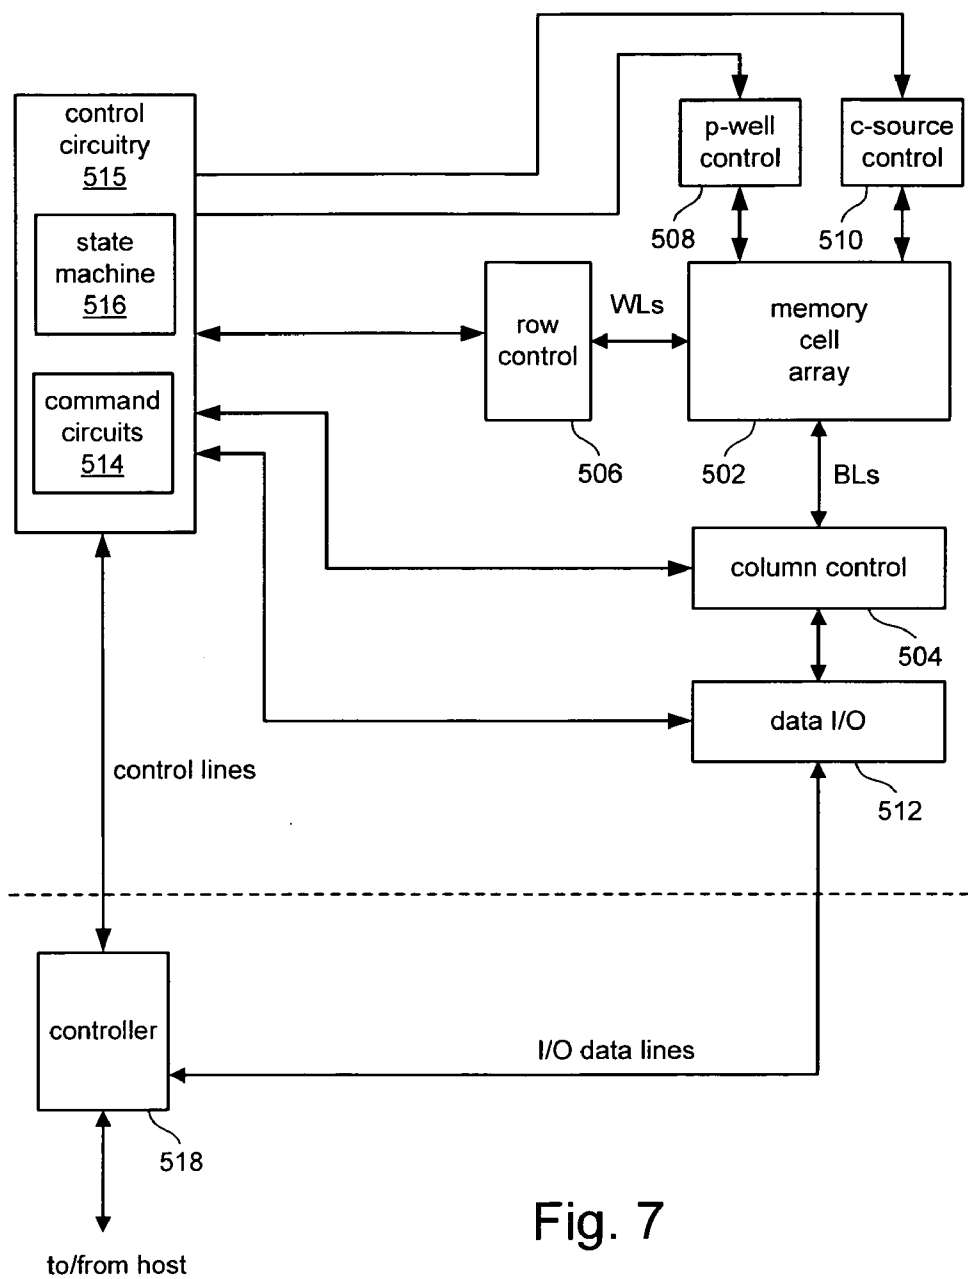 control
circuitry
515
state
machine
516
command
circuits
514
p-well
control
508
c-source
control
510
row
control
506
WLs
memory
cell
array
502
BLs
column control
504
data I/O
512
control lines
controller
518
I/O data lines
to/from host
Fig. 7